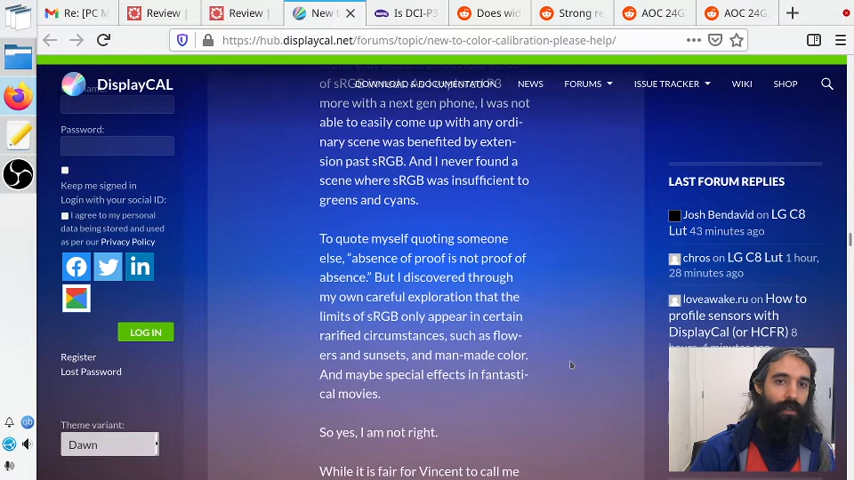 Re: [PC M
Review |
Review |
New t
Is DCI-P3
Does wid
Strong re
AOC 24G
AOC 24G
https://hub.displaycal.net/forums/topic/new-to-color-calibration-please-help/
DisplayCAL
DOWNLOAD & DOCUMENTATION
NEWS
FORUMS
ISSUE TRACKER
WIKI
SHOP
Password:
Keep me signed in
Login with your social ID:
I agree to my personal
data being stored and used
as per our Privacy Policy
LOG IN
Register
Lost Password
Theme variant:
Dawn
of sRGB
more with a next gen phone, I was not
able to easily come up with any ordi-
nary scene was benefited by exten-
sion past sRGB. And I never found a
scene where sRGB was insufficient to
greens and cyans.
To quote myself quoting someone
else, “absence of proof is not proof of
absence.” But I discovered through
my own careful exploration that the
limits of sRGB only appear in certain
rarified circumstances, such as flow-
ers and sunsets, and man-made color.
And maybe special effects in fantasti-
cal movies.
So yes, I am not right.
While it is fair for Vincent to call me
LAST FORUM REPLIES
Josh Bendavid on LG C8
Lut 43 minutes ago
chros on LG C8 Lut 1 hour,
28 minutes ago
loveawake.ru on How to
profile sensors with
DisplayCal (or HCFR) 8